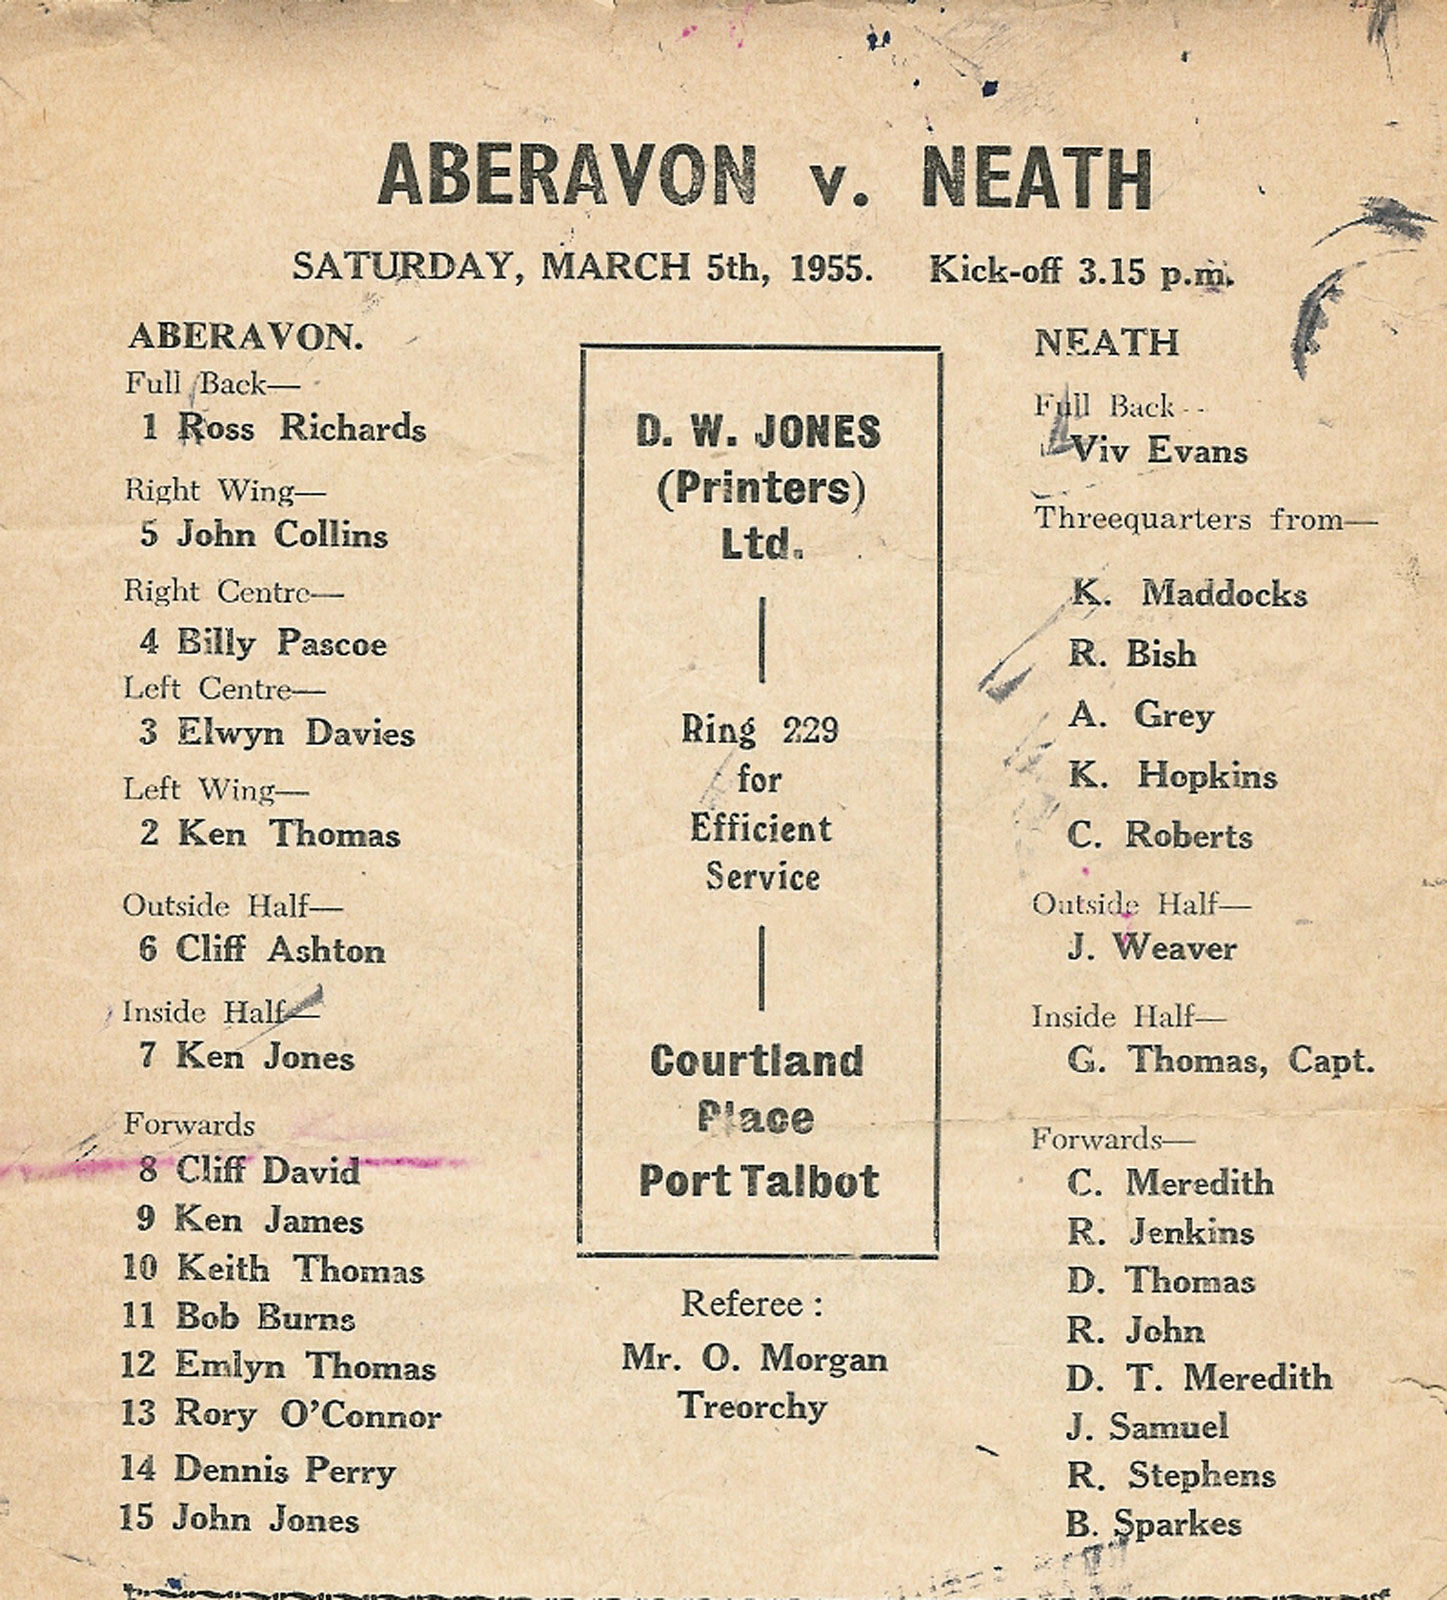 ABERAVON v. NEATH
SATURDAY, MARCH 5th, 1955. Kick-off 3.15 p.m.
ABERAVON.
Full Back—
1 Ross Richards
Right Wing—
5 John Collins
Right Centre—
4 Billy Pascoe
Left Centre—
3 Elwyn Davies
Left Wing—
2 Ken Thomas
Outside Half—
6 Cliff Ashton
Inside Half—
7 Ken Jones
Forwards
8 Cliff David
9 Ken James
10 Keith Thomas
11 Bob Burns
12 Emlyn Thomas
13 Rory O'Connor
14 Dennis Perry
15 John Jones
D. W. JONES
(Printers)
Ltd.
Ring 229
for
Efficient
Service
Courtland
Place
Port Talbot
Referee :
Mr. O. Morgan
Treorchy
NEATH
Full Back--
Viv Evans
Threequarters from—
K. Maddocks
R. Bish
A. Grey
K. Hopkins
C. Roberts
Outside Half—
J. Weaver
Inside Half—
G. Thomas, Capt.
Forwards—
C. Meredith
R. Jenkins
D. Thomas
R. John
D. T. Meredith
J. Samuel
R. Stephens
B. Sparkes